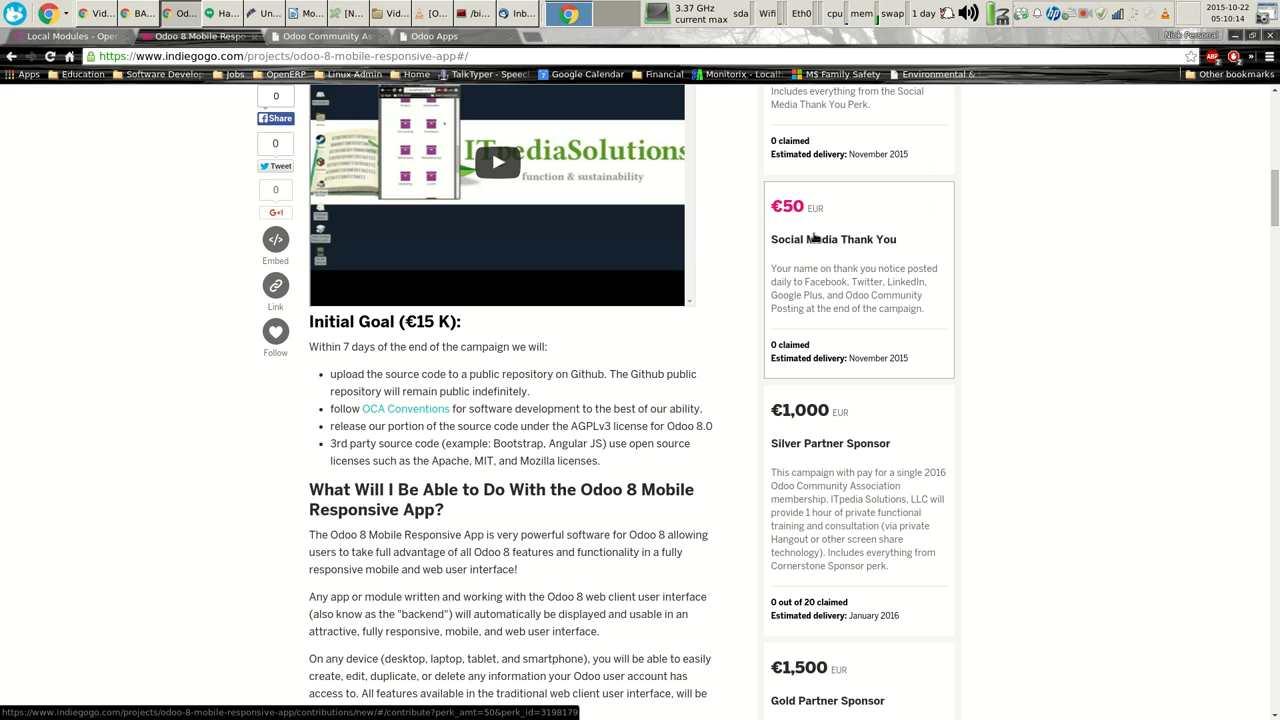 Vid...
BA...
Odo...
Ha...
Un...
Mo...
[N...
Vid...
[O...
/bi...
Inb...
3.37 GHz
current max
sda
Wifi
Eth0
cpu
mem
swap
1 day
2015-10-22
05:10:14
Local Modules - Oper
Odoo 8 Mobile Respo
Odoo Community As
Odoo Apps
Nick Personal
https://www.indiegogo.com/projects/odoo-8-mobile-responsive-app#/
Apps
Education
Software Develop
Jobs
OpenERP
Linux Admin
Home
TalkTyper - Speec
Google Calendar
Financial
Monitorix - Localh
MS Family Safety
Environmental &
Other bookmarks
0
Share
0
Tweet
0
G+1
Embed
Link
Follow
ITpediaSolutions
function & sustainability
Initial Goal (€15 K):
Within 7 days of the end of the campaign we will:
• upload the source code to a public repository on Github. The Github public
repository will remain public indefinitely.
• follow OCA Conventions for software development to the best of our ability.
• release our portion of the source code under the AGPLv3 license for Odoo 8.0
• 3rd party source code (example: Bootstrap, Angular JS) use open source
licenses such as the Apache, MIT, and Mozilla licenses.
What Will I Be Able to Do With the Odoo 8 Mobile
Responsive App?
The Odoo 8 Mobile Responsive App is very powerful software for Odoo 8 allowing
users to take full advantage of all Odoo 8 features and functionality in a fully
responsive mobile and web user interface!
Any app or module written and working with the Odoo 8 web client user interface
(also know as the "backend") will automatically be displayed and usable in an
attractive, fully responsive, mobile, and web user interface.
On any device (desktop, laptop, tablet, and smartphone), you will be able to easily
create, edit, duplicate, or delete any information your Odoo user account has
access to. All features available in the traditional web client user interface, will be
Includes everything from the Social
Media Thank You Perk.
0 claimed
Estimated delivery: November 2015
€50 EUR
Social Media Thank You
Your name on thank you notice posted
daily to Facebook, Twitter, LinkedIn,
Google Plus, and Odoo Community
Posting at the end of the campaign.
0 claimed
Estimated delivery: November 2015
€1,000 EUR
Silver Partner Sponsor
This campaign with pay for a single 2016
Odoo Community Association
membership. ITpedia Solutions, LLC will
provide 1 hour of private functional
training and consultation (via private
Hangout or other screen share
technology). Includes everything from
Cornerstone Sponsor perk.
0 out of 20 claimed
Estimated delivery: January 2016
€1,500 EUR
Gold Partner Sponsor
https://www.indiegogo.com/projects/odoo-8-mobile-responsive-app/contributions/new/#/contribute?perk_amt=50&perk_id=3198179